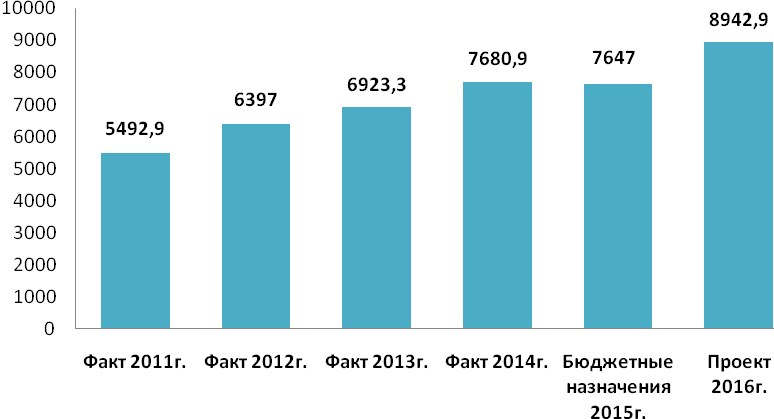 10000
9000
8000
7000
6000
5000
4000
3000
2000
1000
0
5492,9
6397
6923,3
7680,9
7647
8942,9
Факт 2011г.
Факт 2012г.
Факт 2013г.
Факт 2014г.
Бюджетные
назначения
2015г.
Проект
2016г.